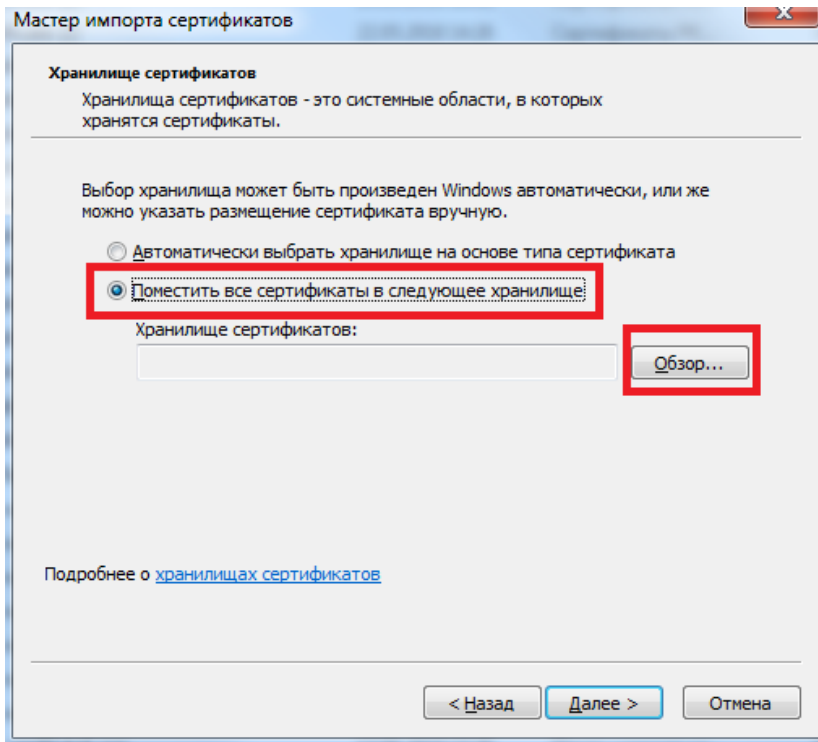 Мастер импорта сертификатов
Хранилище сертификатов
Хранилища сертификатов - это системные области, в которых
хранятся сертификаты.
Выбор хранилища может быть произведен Windows автоматически, или же
можно указать размещение сертификата вручную.
Автоматически выбрать хранилище на основе типа сертификата
Поместить все сертификаты в следующее хранилище
Хранилище сертификатов:
Обзор...
Подробнее о хранилищах сертификатов
< Назад Далее > Отмена